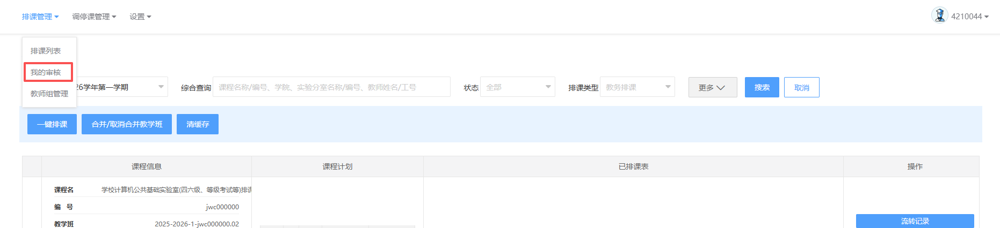 排课管理 调停课管理 设置 4210044
排课列表
我的审核
教师组管理
26学年第一学期 综合查询 课程名称/编号、学院、实验分室名称/编号、教师姓名/工号 状态 全部 排课类型 教务排课 更多 搜索 取消
一键排课 合并/取消合并教学班 清缓存
课程信息 课程计划 已排课表 操作
课程名 学校计算机公共基础实验室(四六级、等级考试等)排课
编 号 jwc000000
教学班 2025-2026-1-jwc000000.02
流转记录